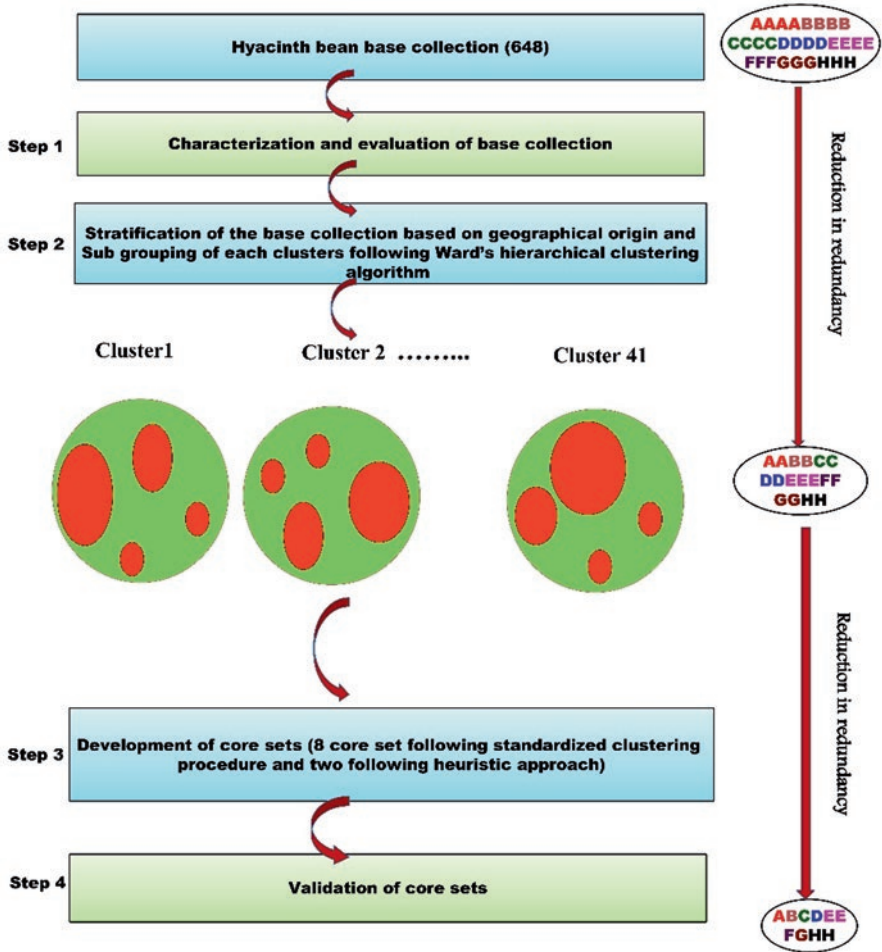 Hyacinth bean base collection (648)
AAAABBBB
CCCCDDDDEEEE
FFFGGGHHH
Step 1
Characterization and evaluation of base collection
Step 2
Stratification of the base collection based on geographical origin and
Sub grouping of each clusters following Ward's hierarchical clustering
algorithm
Reduction in redundancy
Cluster1
Cluster 2 .........
Cluster 41
AABBCC
DDEEEFF
GGHH
Reduction in redundancy
Step 3
Development of core sets (8 core set following standardized clustering
procedure and two following heuristic approach)
Step 4
Validation of core sets
ABCDEE
FGHH